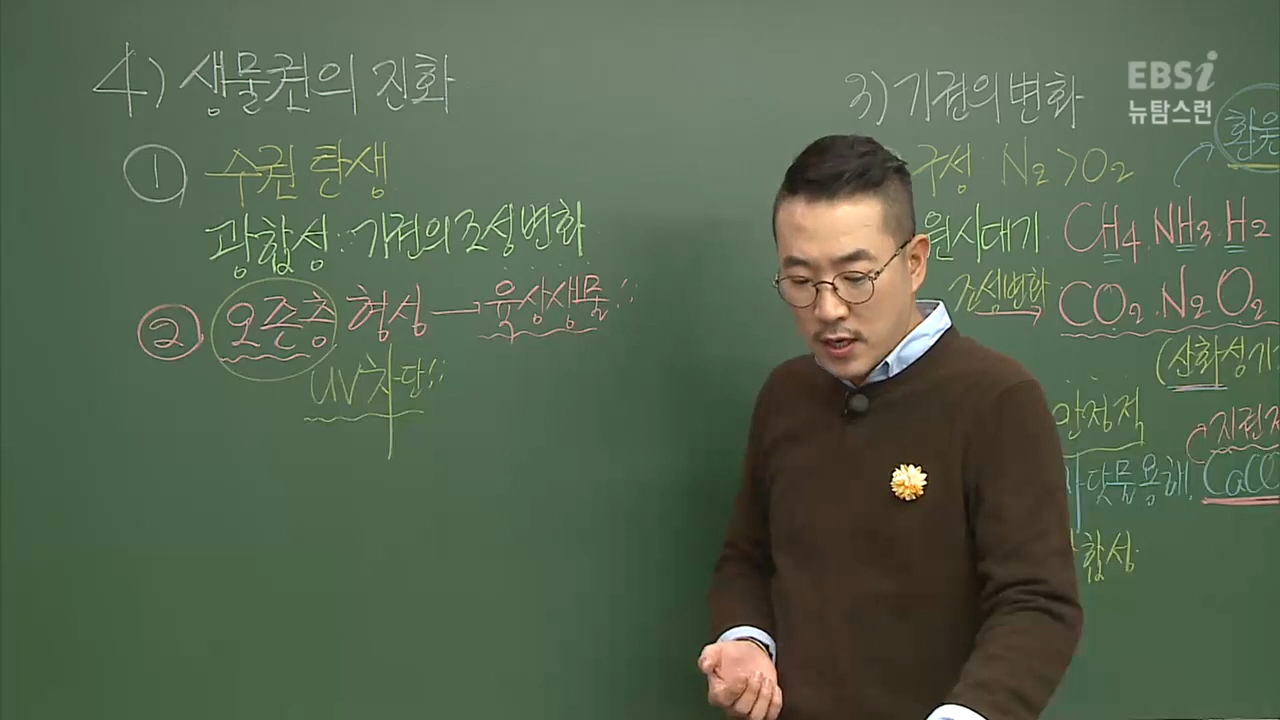 4) 생물권의 진화
① 수권 탄생
광합성 : 기권의 조성변화
② 오존층 형성 → 육상생물
UV차단
3) 기권의 변화
구성 N₂>O₂
원시대기 CH₄ NH₃ H₂
조성변화 CO₂ N₂ O₂
(산화성기
안정적
바닷물용해
CaCO
합성
EBSi
뉴탐스런